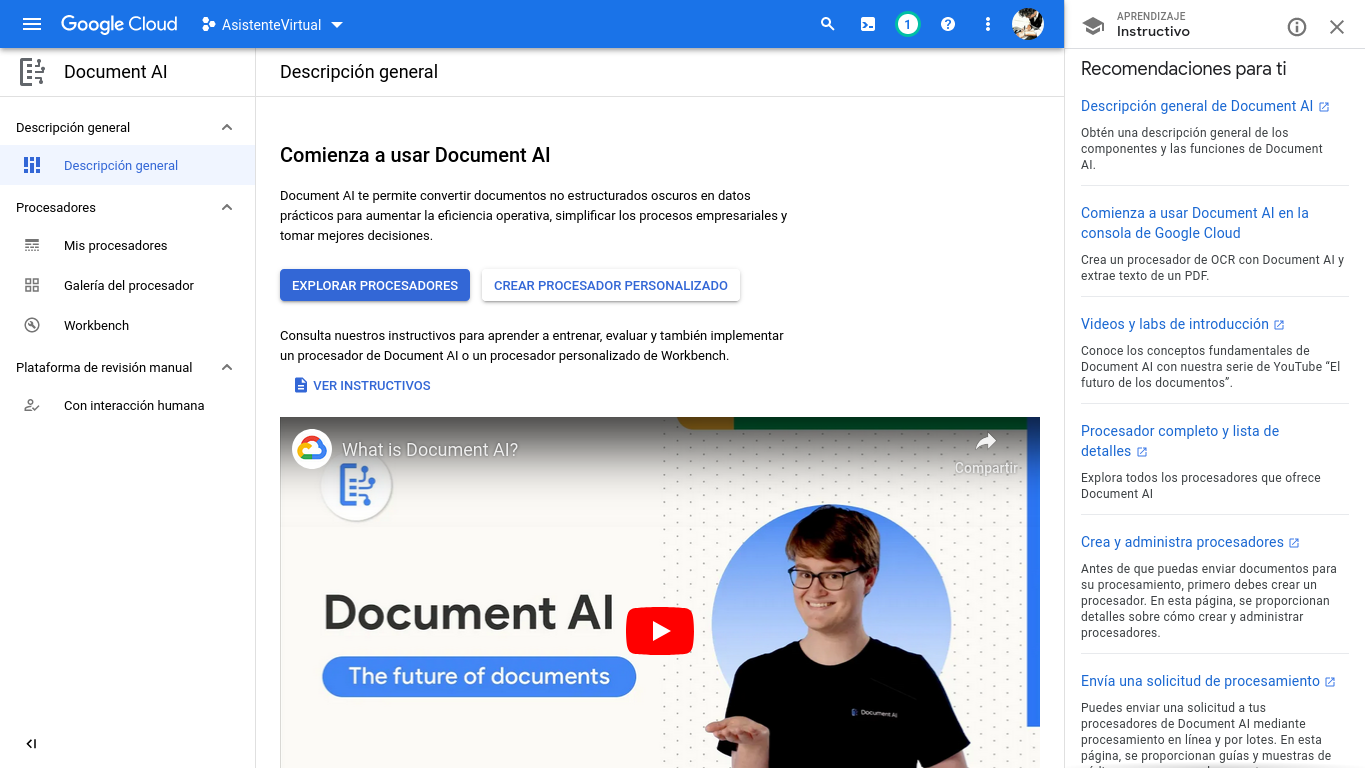 Google Cloud
AsistenteVirtual
1
APRENDIZAJE
Instructivo
Document AI
Descripción general
Descripción general
Descripción general
Procesadores
Mis procesadores
Galería del procesador
Workbench
Plataforma de revisión manual
Con interacción humana
Comienza a usar Document AI
Document AI te permite convertir documentos no estructurados oscuros en datos
prácticos para aumentar la eficiencia operativa, simplificar los procesos empresariales y
tomar mejores decisiones.
EXPLORAR PROCESADORES
CREAR PROCESADOR PERSONALIZADO
Consulta nuestros instructivos para aprender a entrenar, evaluar y también implementar
un procesador de Document AI o un procesador personalizado de Workbench.
VER INSTRUCTIVOS
What is Document AI?
Compartir
Document AI
The future of documents
Document AI
Recomendaciones para ti
Descripción general de Document AI
Obtén una descripción general de los
componentes y las funciones de Document
AI.
Comienza a usar Document AI en la
consola de Google Cloud
Crea un procesador de OCR con Document AI y
extrae texto de un PDF.
Videos y labs de introducción
Conoce los conceptos fundamentales de
Document AI con nuestra serie de YouTube “El
futuro de los documentos”.
Procesador completo y lista de
detalles
Explora todos los procesadores que ofrece
Document AI
Crea y administra procesadores
Antes de que puedas enviar documentos para
su procesamiento, primero debes crear un
procesador. En esta página, se proporcionan
detalles sobre cómo crear y administrar
procesadores.
Envía una solicitud de procesamiento
Puedes enviar una solicitud a tus
procesadores de Document AI mediante
procesamiento en línea y por lotes. En esta
página, se proporcionan guías y muestras de